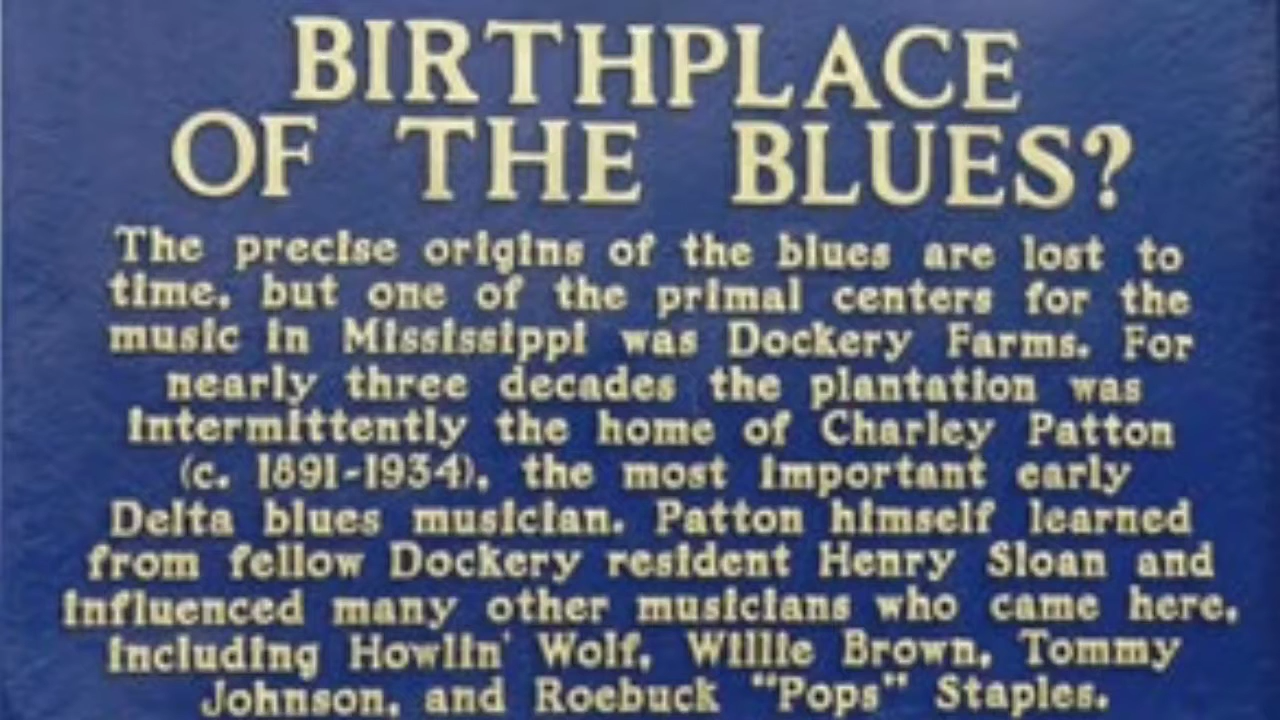 BIRTHPLACE
OF THE BLUES?
The precise origins of the blues are lost to
time, but one of the primal centers for the
music in Mississippi was Dockery Farms. For
nearly three decades the plantation was
intermittently the home of Charley Patton
(c. 1891-1934), the most important early
Delta blues musician. Patton himself learned
from fellow Dockery resident Henry Sloan and
influenced many other musicians who came here,
including Howlin' Wolf, Willie Brown, Tommy
Johnson, and Roebuck "Pops" Staples.